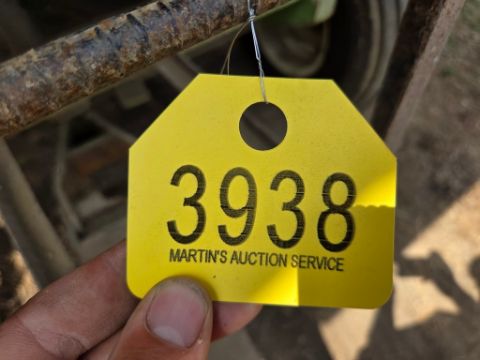 3938
MARTIN'S AUCTION SERVICE